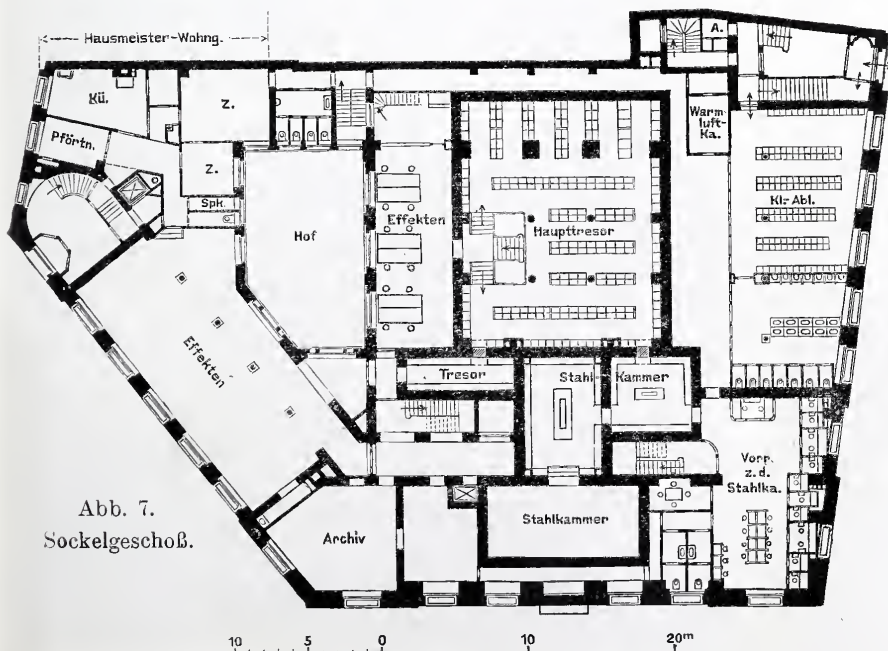 Hausmeister-Wohng.
A.
Kü.
Z.
Warm-
luft-
Ka.
Pförtn.
Z.
Kl.-Abl.
Spk.
Hof
Effekten
Haupttresor
Effekten
Tresor
Stahl-
Kammer
Vorr.
z.d.
Stahlka.
Abb. 7.
Sockelgeschoß.
Archiv
Stahlkammer
10 5 0 10 20m